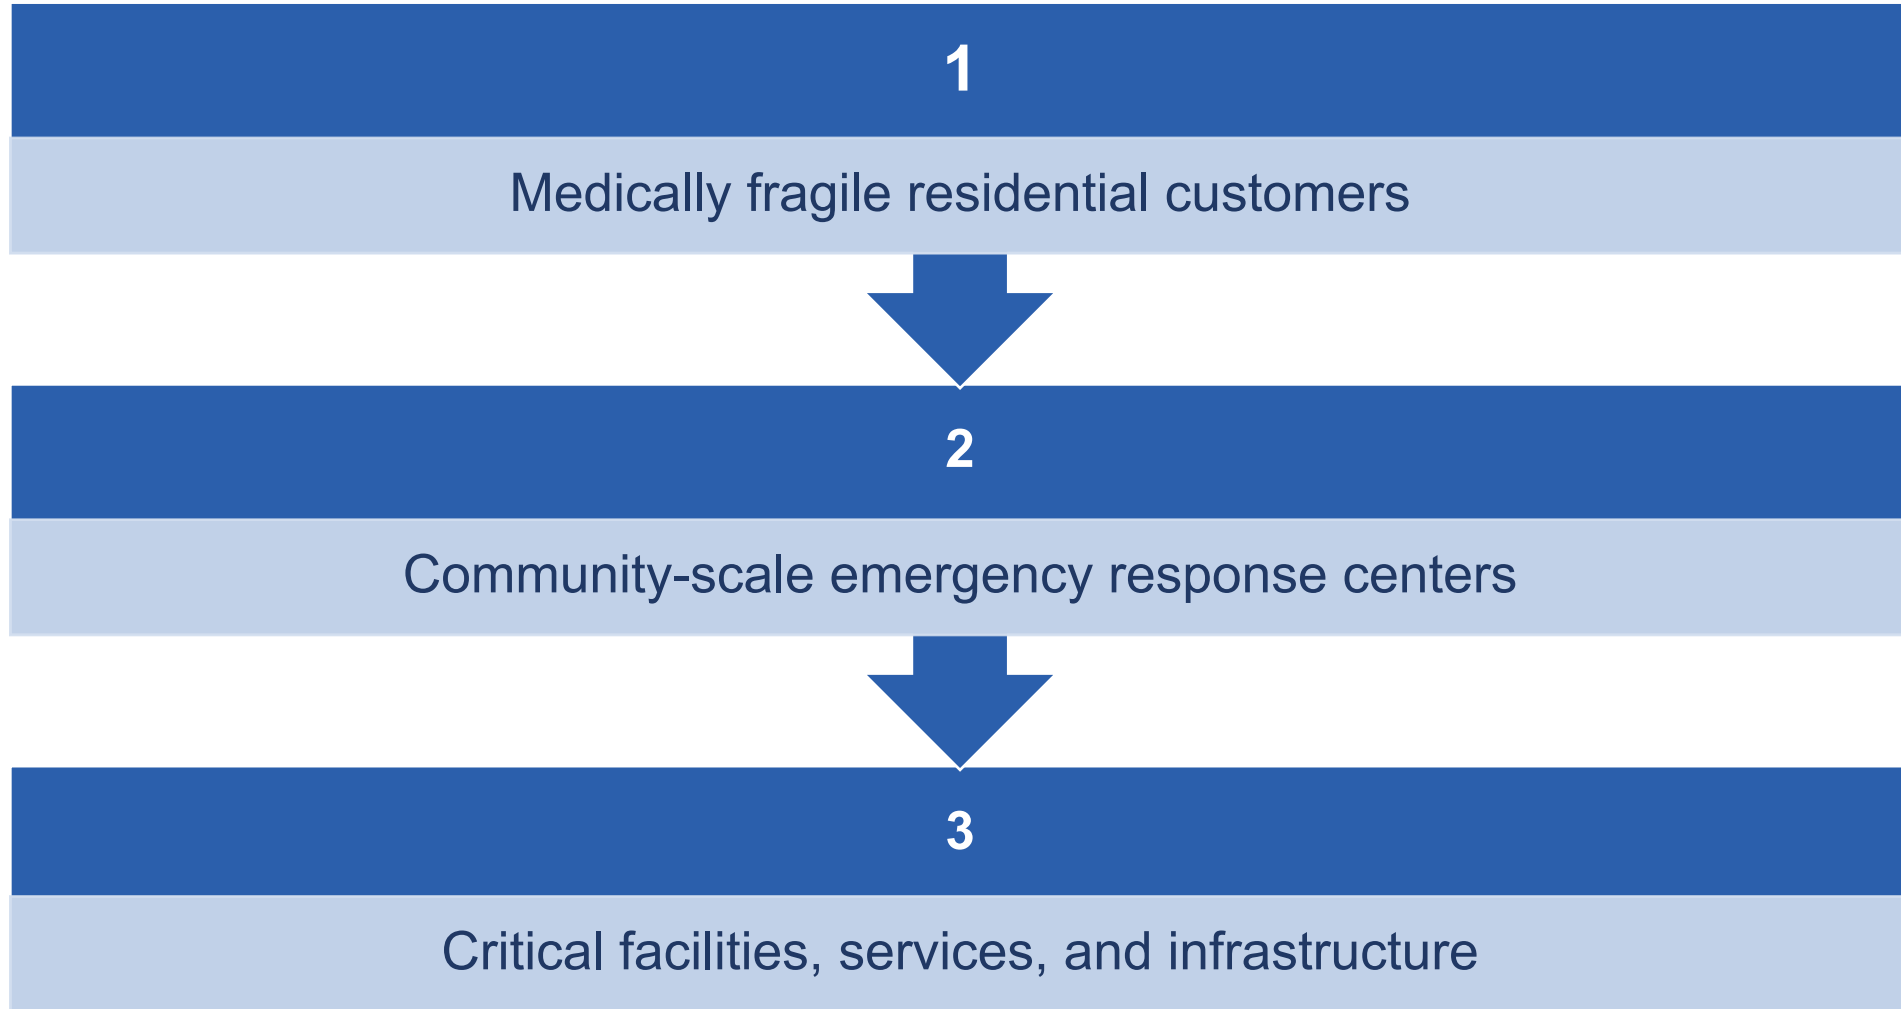 1
Medically fragile residential customers
2
Community-scale emergency response centers
3
Critical facilities, services, and infrastructure